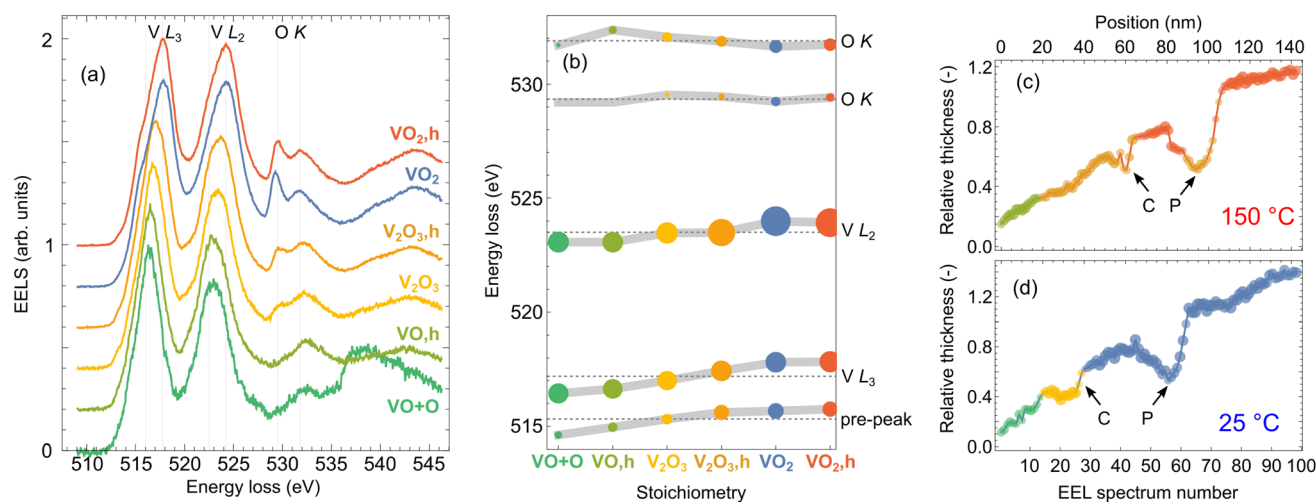 V L3 V L2 O K
(a)
2
1
0
EELS (arb. units)
VO2,h
VO2
V2O3,h
V2O3
VO,h
VO+O
510 515 520 525 530 535 540 545
Energy loss (eV)
(b)
530
525
520
515
Energy loss (eV)
O K
O K
V L2
V L3
pre-peak
VO+O VO,h V2O3 V2O3,h VO2 VO2,h
Stoichiometry
Position (nm)
0 20 40 60 80 100 120 140
(c)
1.2
0.8
0.4
0.0
Relative thickness (-)
C P
150 °C
(d)
1.2
0.8
0.4
0.0
Relative thickness (-)
C P
25 °C
0 10 20 30 40 50 60 70 80 90 100
EEL spectrum number